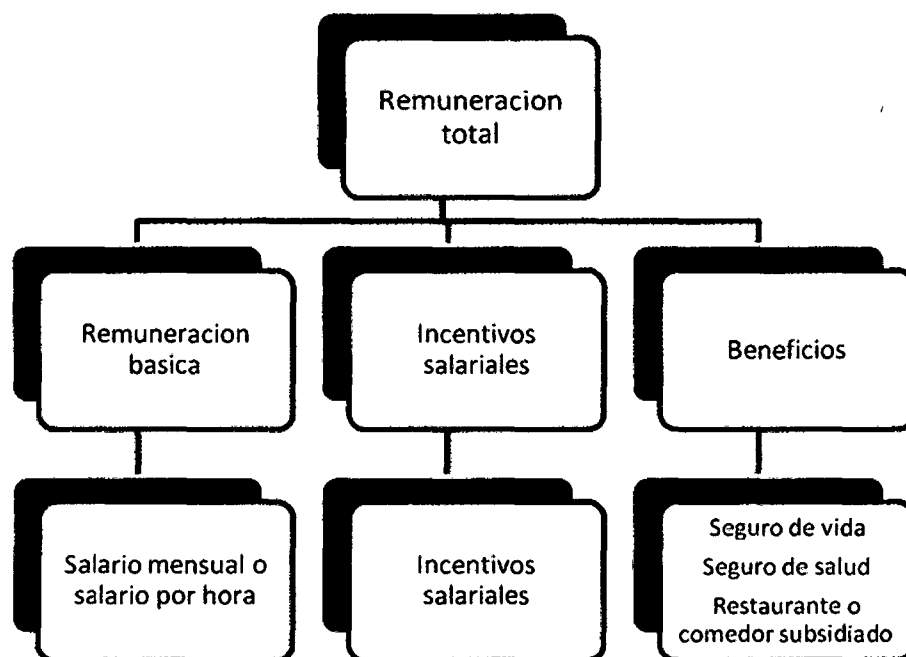 Remuneracion
total
Remuneracion
basica
Incentivos
salariales
Beneficios
Salario mensual o
salario por hora
Incentivos
salariales
Seguro de vida
Seguro de salud
Restaurante o
comedor subsidiado